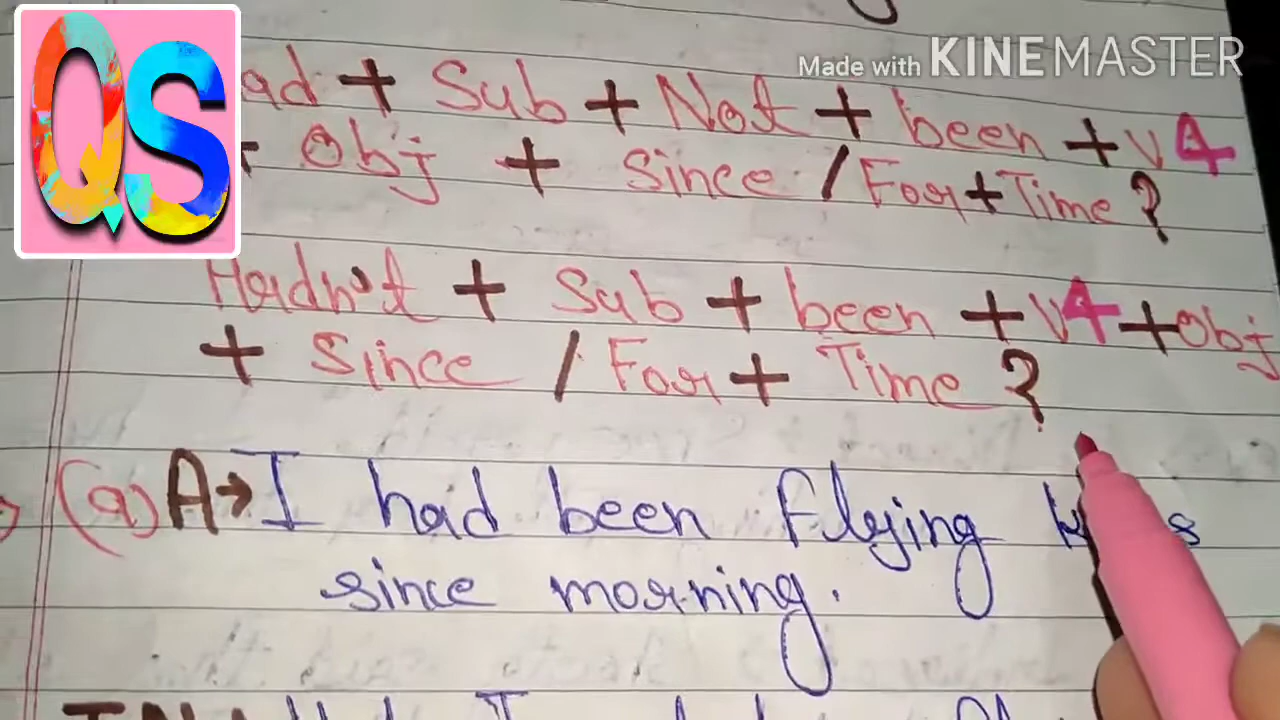 QS
Made with KINEMASTER
ad + Sub + Not + been + V4
+ Obj + Since / For + Time ?
Hadn't + Sub + been + V4 + Obj
+ Since / For + Time ?
(a) A → I had been flying
since morning.